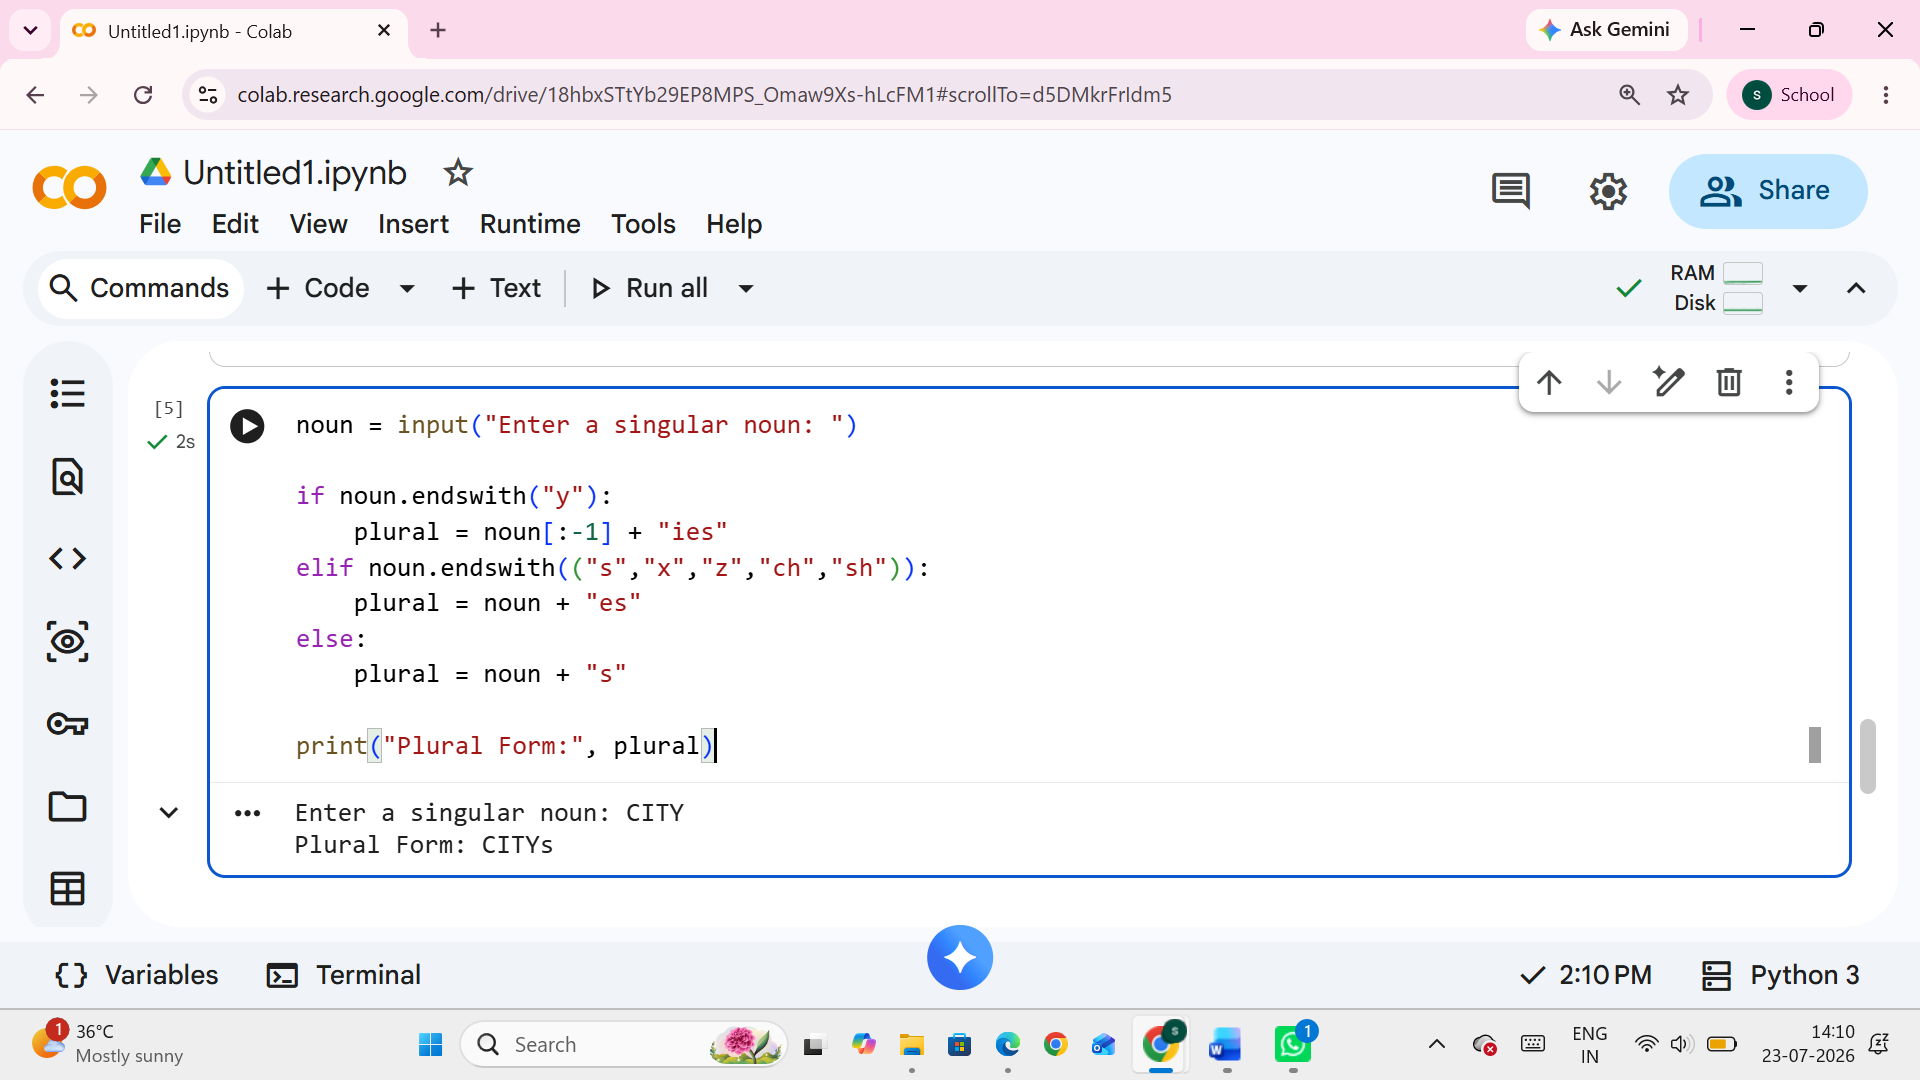 Untitled1.ipynb - Colab
Ask Gemini
colab.research.google.com/drive/18hbxSTtYb29EP8MPS_Omaw9Xs-hLcFM1#scrollTo=d5DMkrFrIdm5
S School
Untitled1.ipynb
File Edit View Insert Runtime Tools Help
Share
Commands + Code + Text Run all
RAM
Disk
[5]
2s
noun = input("Enter a singular noun: ")
if noun.endswith("y"):
    plural = noun[:-1] + "ies"
elif noun.endswith(("s","x","z","ch","sh")):
    plural = noun + "es"
else:
    plural = noun + "s"
print("Plural Form:", plural)
Enter a singular noun: CITY
Plural Form: CITYs
{} Variables Terminal
2:10 PM Python 3
1
36°C
Mostly sunny
Search
S
1
ENG
IN
14:10
23-07-2026